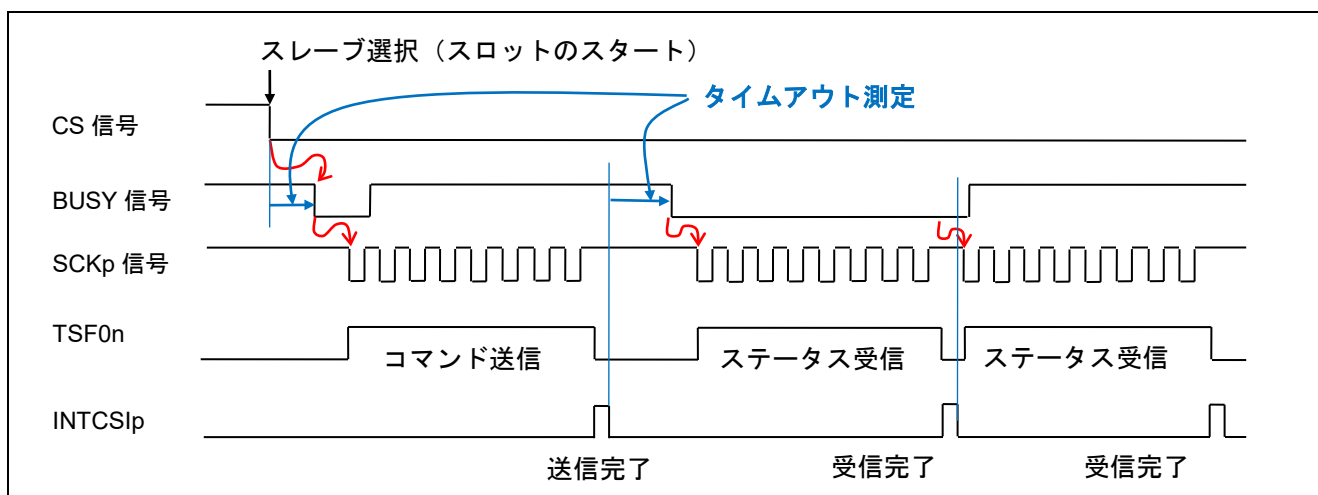 スレーブ選択（スロットのスタート）
タイムアウト測定
CS 信号
BUSY 信号
SCKp 信号
TSF0n
コマンド送信
ステータス受信
ステータス受信
INTCSIp
送信完了
受信完了
受信完了